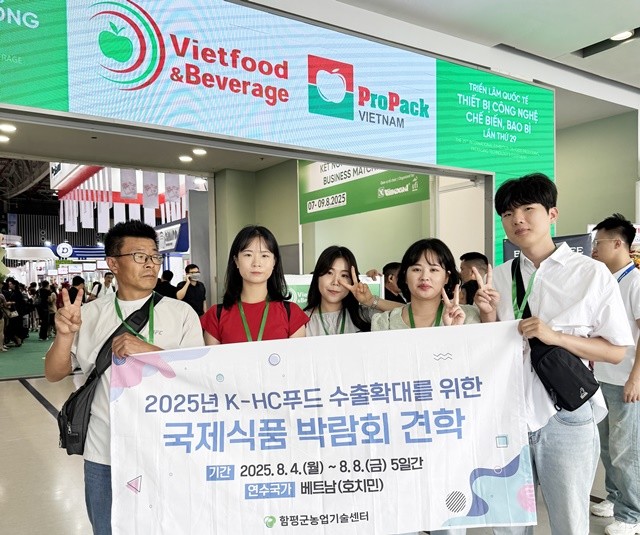 ONG
RAGE
Vietfood
&Beverage
ProPack
VIETNAM
TRIỂN LÃM QUỐC TẾ
THIẾT BỊ CÔNG NGHỆ
CHẾ BIẾN, BAO BÌ
LẦN THỨ 29
BUSINESS MATCH
07- 09.8.2025
2025년 K-HC푸드 수출확대를 위한
국제식품 박람회 견학
기간 2025. 8. 4.(월) ~ 8. 8.(금) 5일간
연수국가 베트남(호치민)
함평군농업기술센터